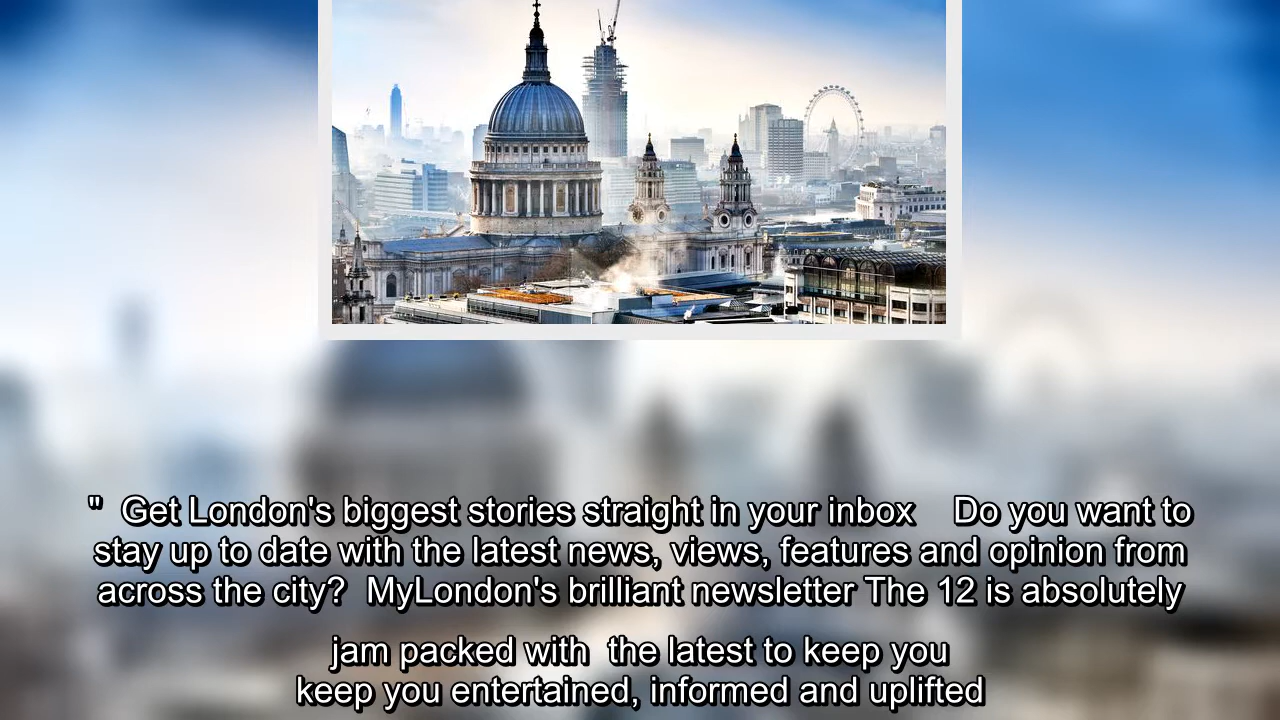 " Get London's biggest stories straight in your inbox Do you want to
stay up to date with the latest news, views, features and opinion from
across the city? MyLondon's brilliant newsletter The 12 is absolutely
jam packed with the latest to keep you
keep you entertained, informed and uplifted